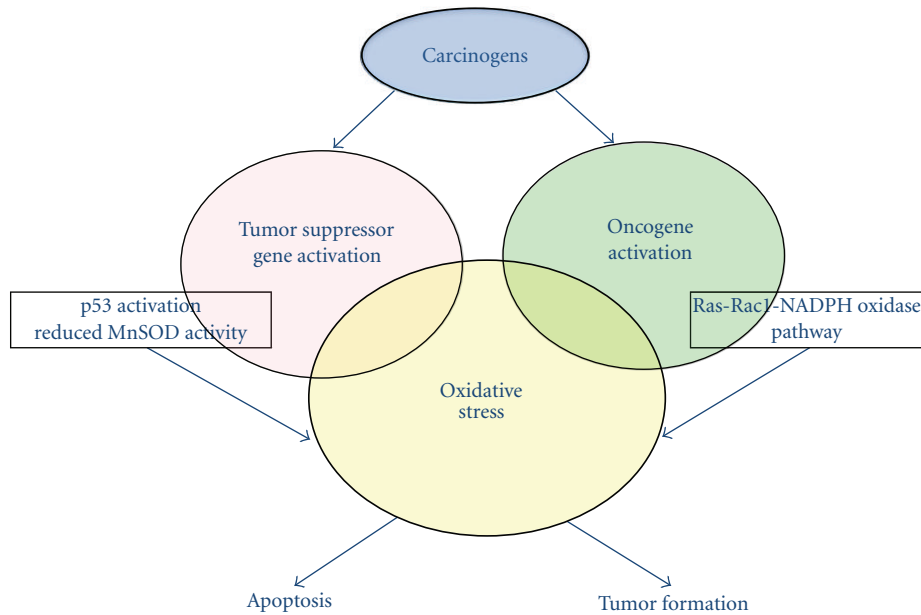 Carcinogens
Tumor suppressor
gene activation
Oncogene
activation
p53 activation
reduced MnSOD activity
Ras-Rac1-NADPH oxidase
pathway
Oxidative
stress
Apoptosis
Tumor formation